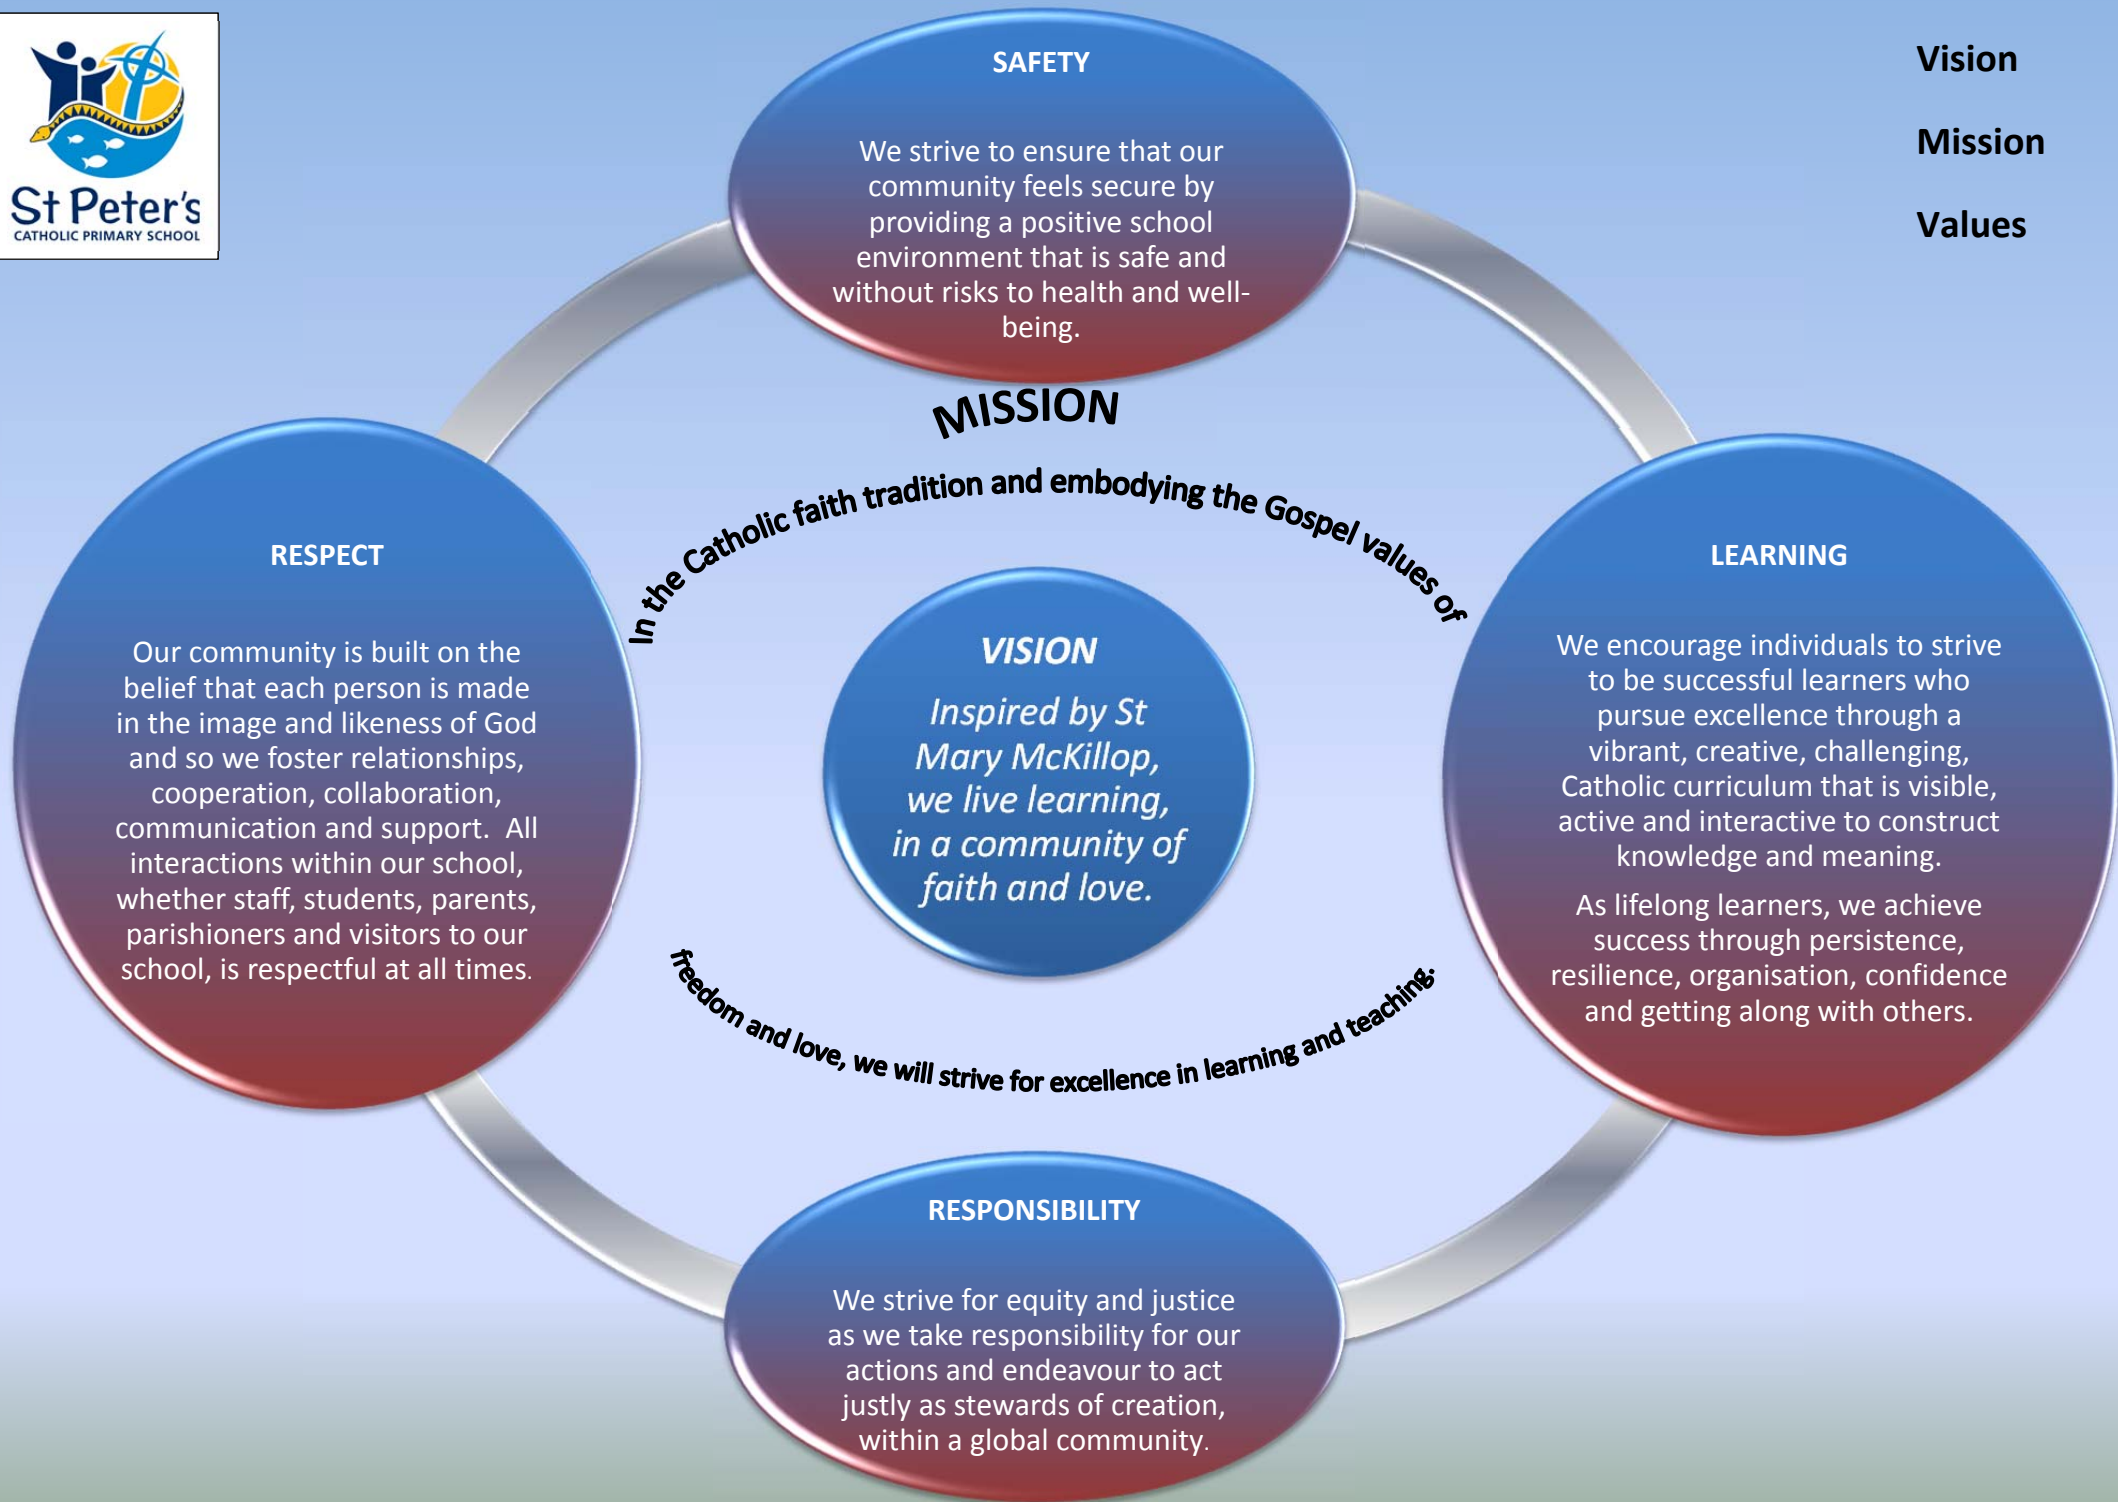 St Peter's
CATHOLIC PRIMARY SCHOOL
Vision
Mission
Values
SAFETY
We strive to ensure that our
community feels secure by
providing a positive school
environment that is safe and
without risks to health and well-
being.
MISSION
In the Catholic faith tradition and embodying the Gospel values of
freedom and love, we will strive for excellence in learning and teaching.
VISION
Inspired by St
Mary McKillop,
we live learning,
in a community of
faith and love.
RESPECT
Our community is built on the
belief that each person is made
in the image and likeness of God
and so we foster relationships,
cooperation, collaboration,
communication and support.  All
interactions within our school,
whether staff, students, parents,
parishioners and visitors to our
school, is respectful at all times.
LEARNING
We encourage individuals to strive
to be successful learners who
pursue excellence through a
vibrant, creative, challenging,
Catholic curriculum that is visible,
active and interactive to construct
knowledge and meaning.
As lifelong learners, we achieve
success through persistence,
resilience, organisation, confidence
and getting along with others.
RESPONSIBILITY
We strive for equity and justice
as we take responsibility for our
actions and endeavour to act
justly as stewards of creation,
within a global community.